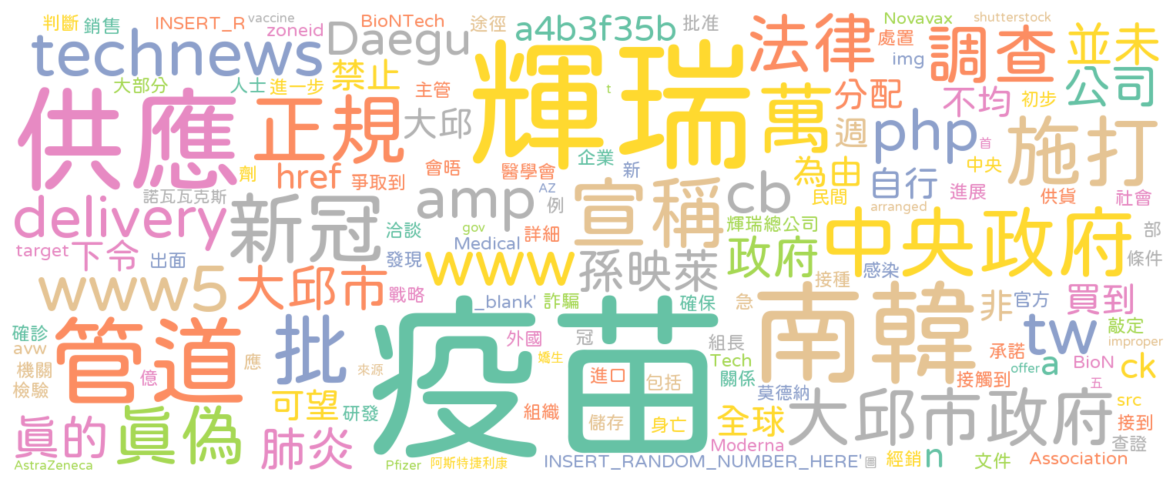 判斷 銷售 INSERT_R vaccine BioNTech 途徑 a4b3f35b 批准 Novavax shutterstock
technews zoneid Daegu 法律 處置 調查 並未
大部分 人士 進一步 禁止 主管 t 輝瑞 萬 分配 img 不均 初步 公司
供應 正規 大邱 週 php 首 施打
href 爭取到 會晤 醫學會 企業 新 為由 自行 中央
諾瓦瓦克斯 劑 民間 進展 供貨 社會
delivery 新冠 amp AZ 例 宣稱 cb 輝瑞總公司 arranged
target 下令 出面 洽談 gov 詳細 Medical 政府 中央政府 部
發現 www 孫映萊 接種 感染 條件
www5 大邱市 戰略 _blank' 詐騙 確保 急 南韓 非 官方 買到
確診 管道 批 疫苗 外國 冠 組長 tw 敲定
avw 應 嬌生 Tech 承諾 improper
機關 億 來源 進口 包括 關係 offer a BioN ck
檢驗 可望 研發 組織 儲存 身亡 莫德納 接觸到 五 src
眞的 眞偽 肺炎 全球 大邱市政府 接到
Moderna 查證
AstraZeneca Pfizer 阿斯特捷利康 INSERT_RANDOM_NUMBER_HERE' 圖 經銷 n 文件 Association